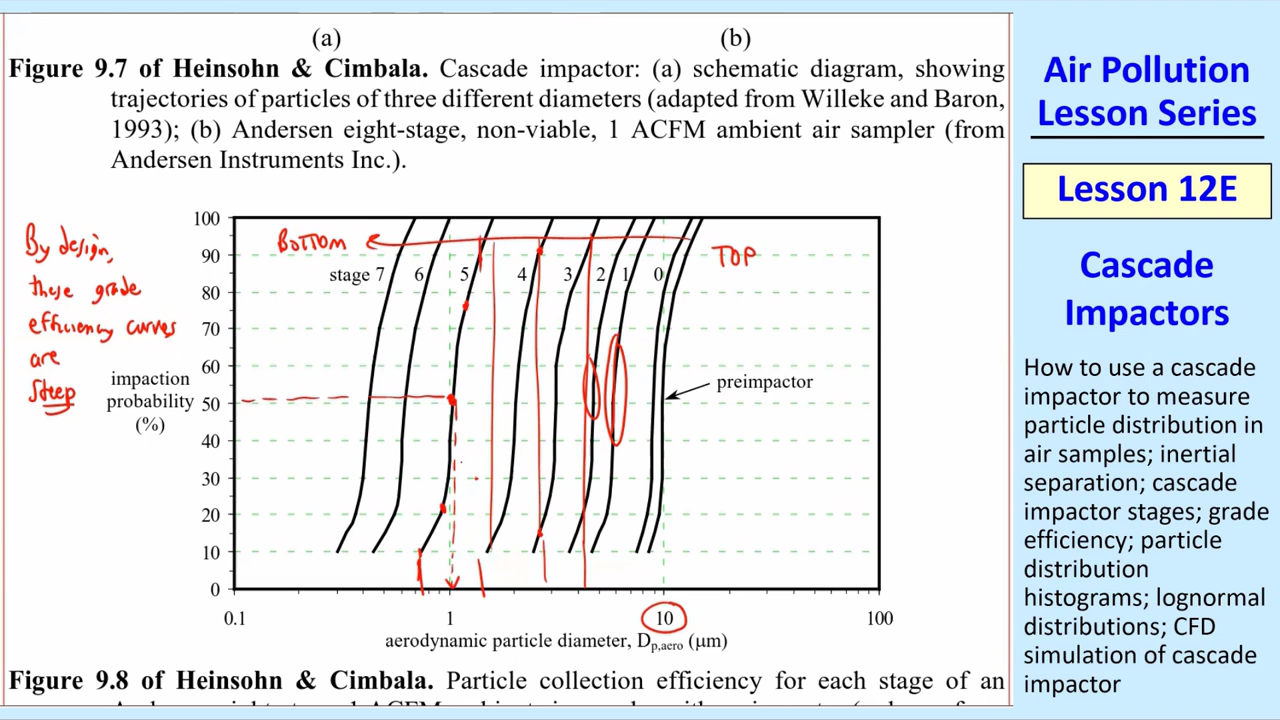 (a) (b)
Figure 9.7 of Heinsohn & Cimbala. Cascade impactor: (a) schematic diagram, showing
trajectories of particles of three different diameters (adapted from Willeke and Baron,
1993); (b) Andersen eight-stage, non-viable, 1 ACFM ambient air sampler (from
Andersen Instruments Inc.).
By design,
these grade
efficiency curves
are
steep
impaction
probability
(%)
100
90
80
70
60
50
40
30
20
10
0
BOTTOM
TOP
stage 7 6 5 4 3 2 1 0
preimpactor
0.1 1 10 100
aerodynamic particle diameter, Dp,aero (μm)
Figure 9.8 of Heinsohn & Cimbala. Particle collection efficiency for each stage of an
Air Pollution
Lesson Series
Lesson 12E
Cascade
Impactors
How to use a cascade
impactor to measure
particle distribution in
air samples; inertial
separation; cascade
impactor stages; grade
efficiency; particle
distribution
histograms; lognormal
distributions; CFD
simulation of cascade
impactor